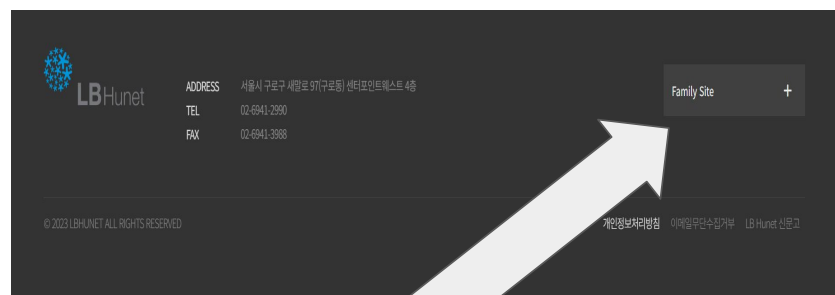 LB Hunet
ADDRESS 서울시 구로구 새말로 97(구로동) 센터포인트웨스트 4층
TEL 02-6941-2990
FAX 02-6941-3988
Family Site +
© 2023 LBHUNET ALL RIGHTS RESERVED
개인정보처리방침 이메일무단수집거부 LB Hunet 신문고